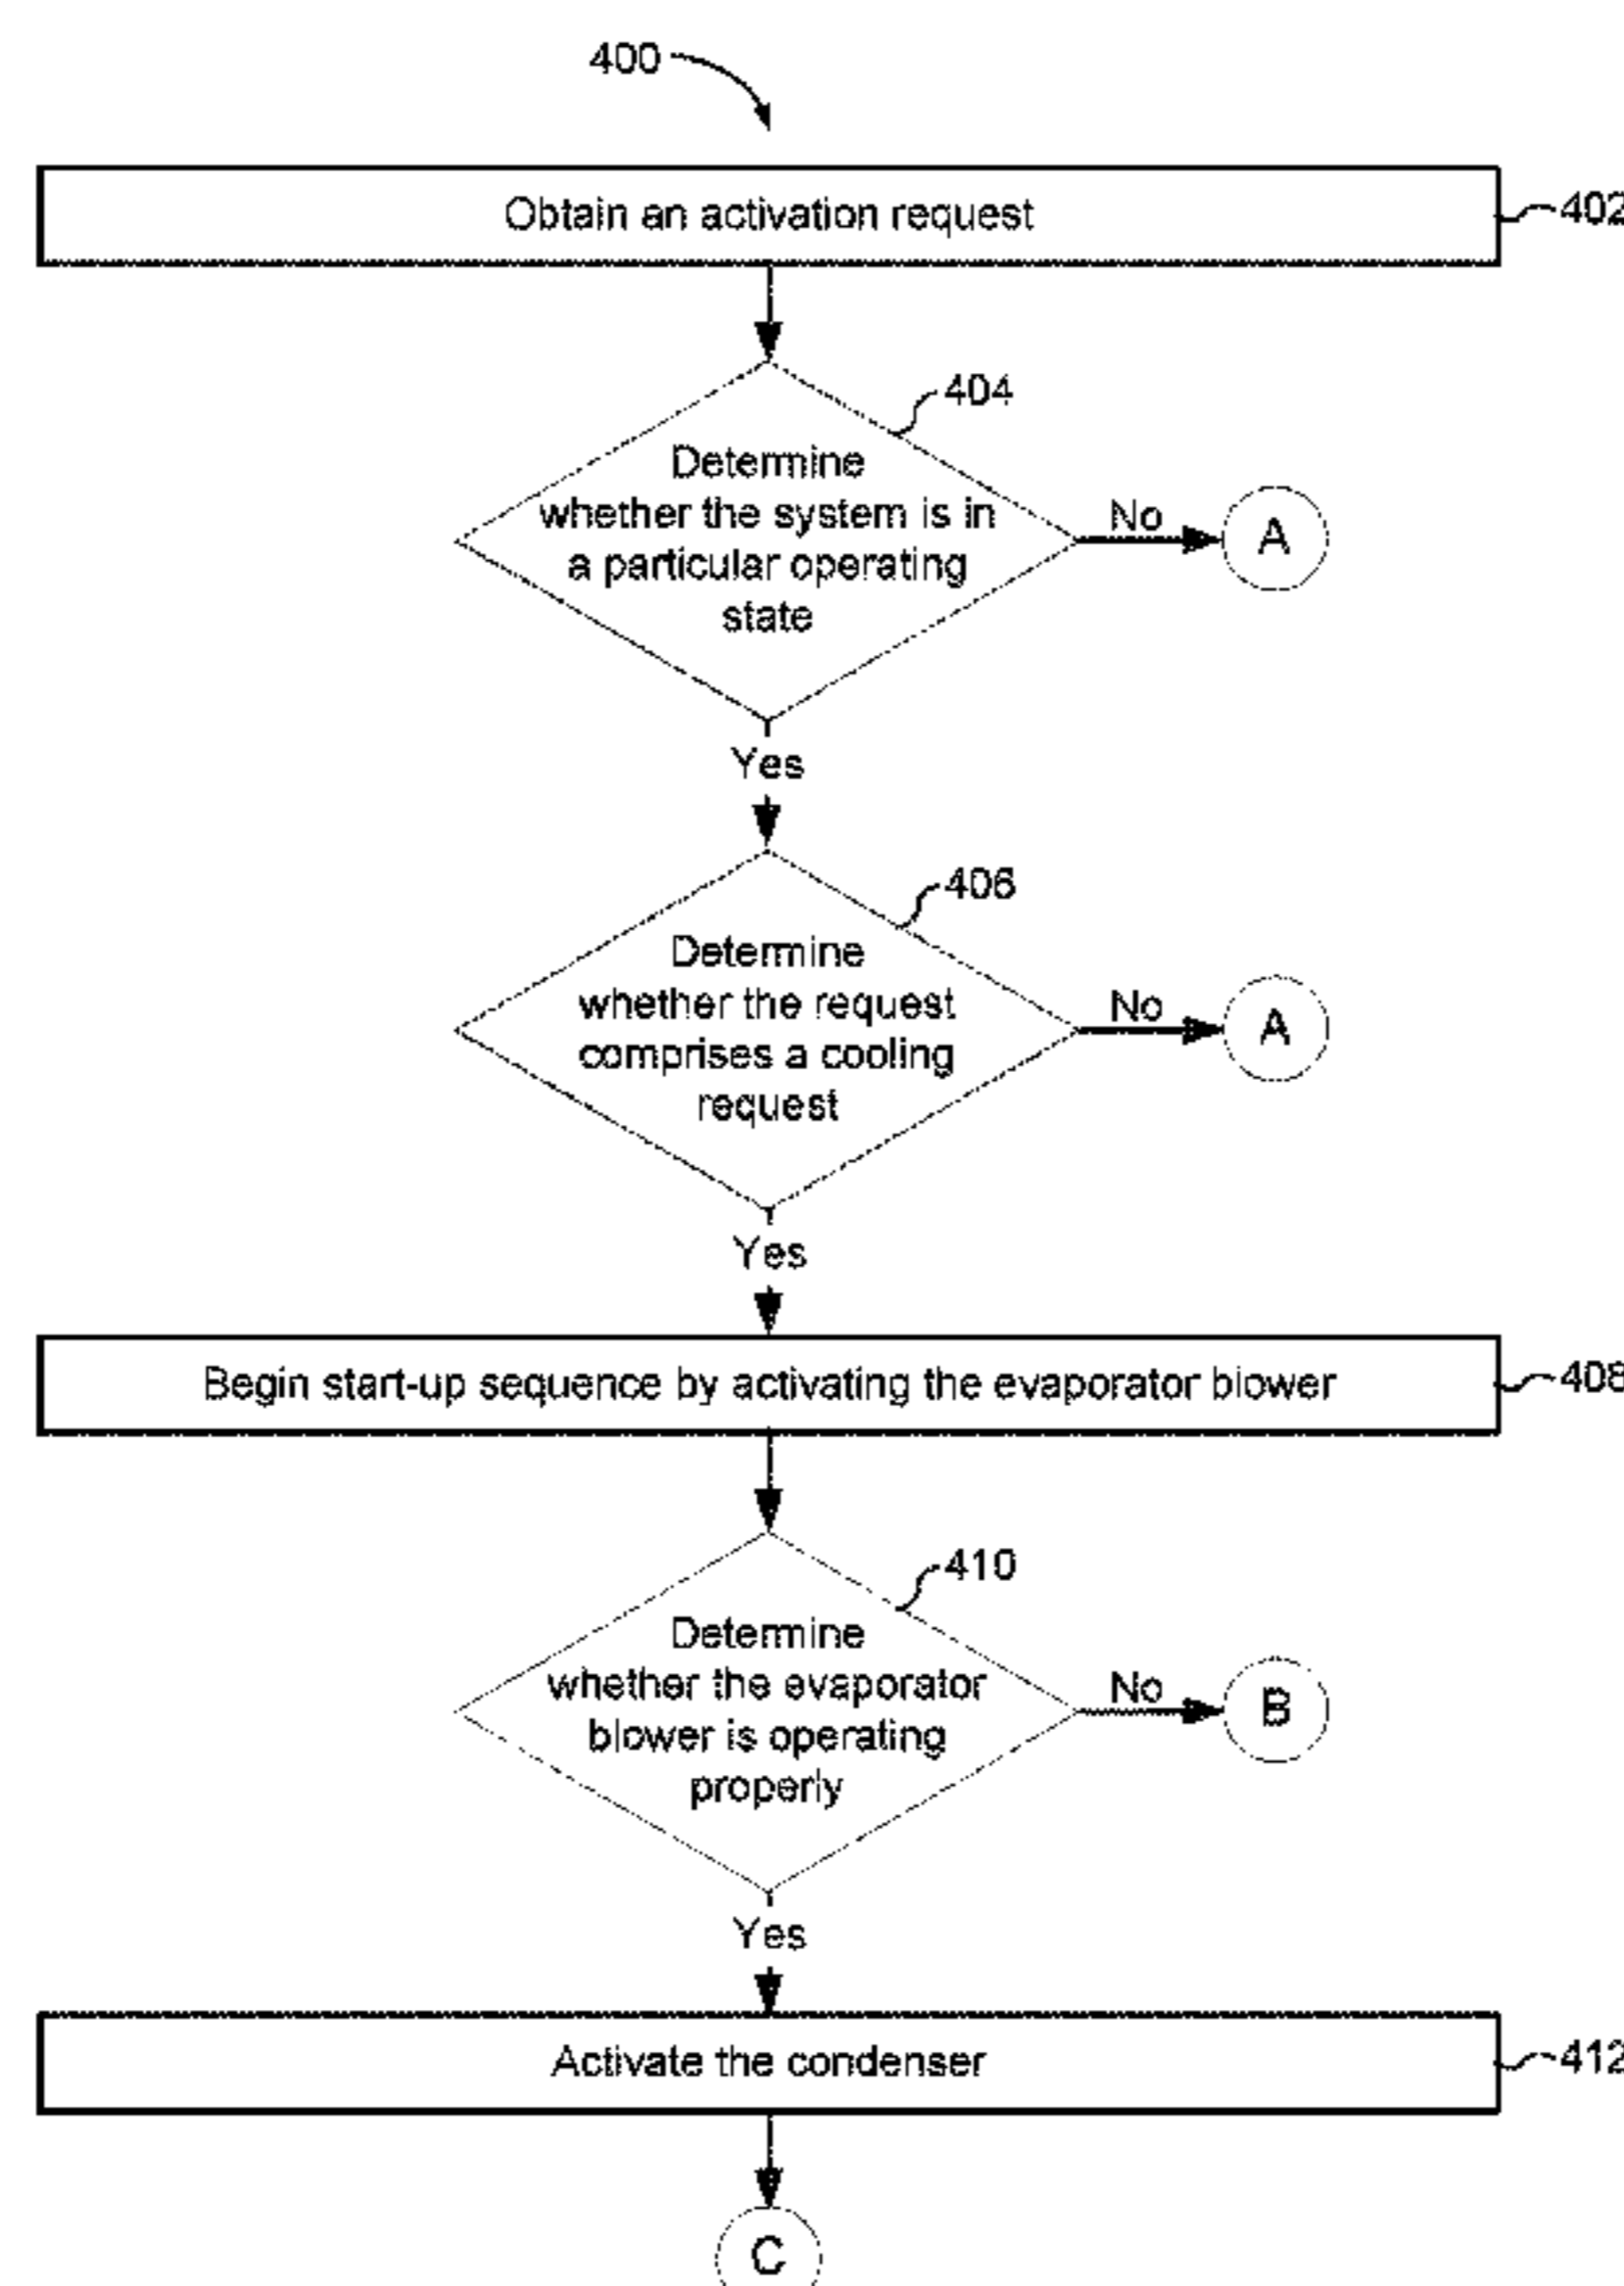 400
Obtain an activation request
402
404
Determine
whether the system is in
a particular operating
state
No
A
Yes
406
Determine
whether the request
comprises a cooling
request
No
A
Yes
Begin start-up sequence by activating the evaporator blower
408
410
Determine
whether the evaporator
blower is operating
properly
No
B
Yes
Activate the condenser
412
C